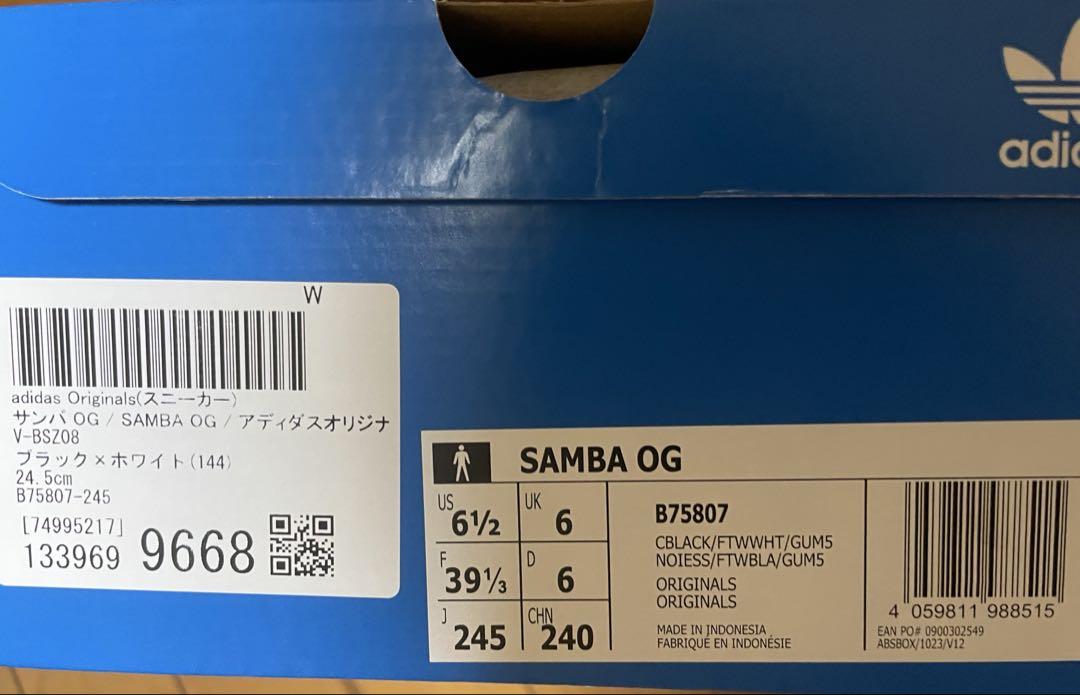 adid
W
adidas Originals(スニーカー)
サンバ OG / SAMBA OG / アディダスオリジナ
V-BSZ08
ブラック×ホワイト(144)
24.5cm
B75807-245
[74995217]
133969 9668
SAMBA OG
US 6½ UK 6
F 39⅓ D 6
J 245 CHN 240
B75807
CBLACK/FTWWHT/GUM5
NOIESS/FTWBLA/GUM5
ORIGINALS
ORIGINALS
MADE IN INDONESIA
FABRIQUÉ EN INDONÉSIE
4 059811 988515
EAN PO# 0900302549
ABSBOX/1023/V12